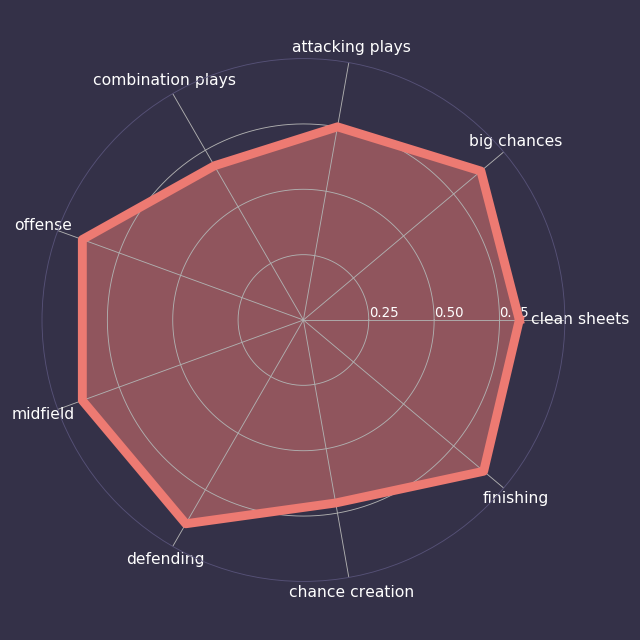 attacking plays
combination plays
big chances
offense
0.25
0.50
clean sheets
midfield
finishing
defending
chance creation